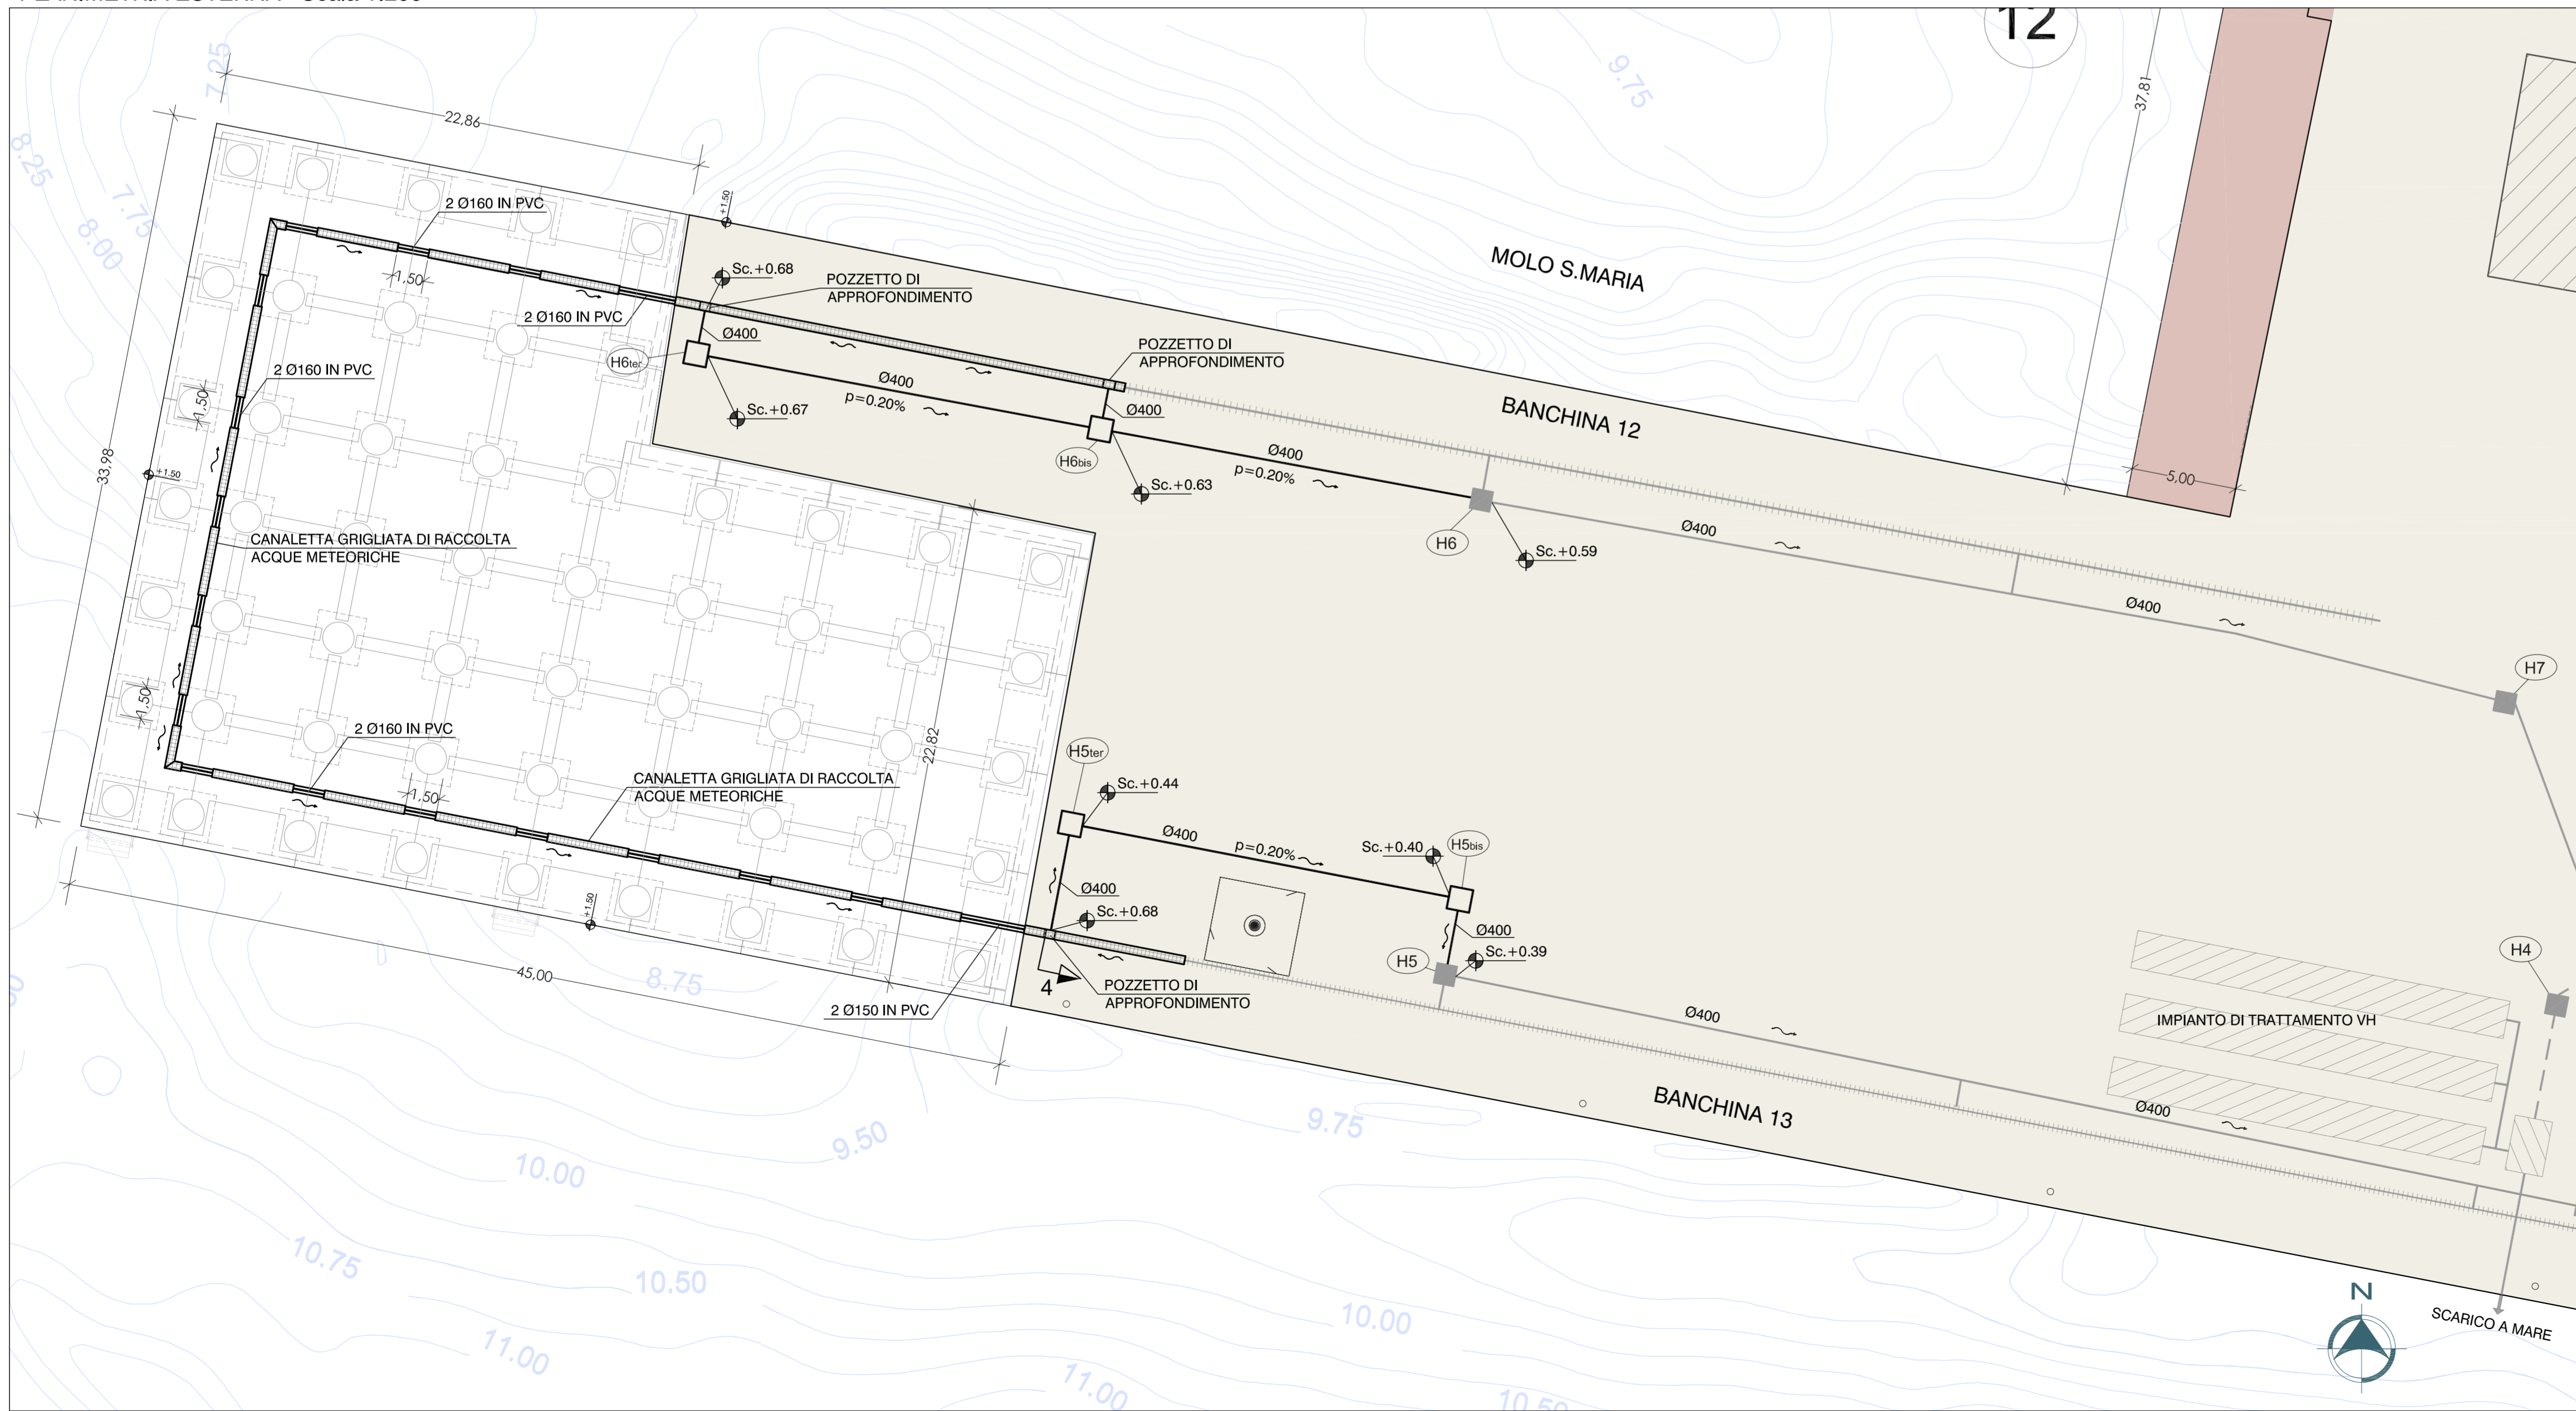 12
7.25
22,86
9.75
37,81
8.25
7.75
8.00
2 Ø160 IN PVC
+1.50
MOLO S.MARIA
Sc.+0.68
POZZETTO DI
APPROFONDIMENTO
1,50
2 Ø160 IN PVC
Ø400
H6ter
POZZETTO DI
APPROFONDIMENTO
2 Ø160 IN PVC
Ø400
p=0.20%
Sc.+0.67
Ø400
1,50
BANCHINA 12
H6bis
Ø400
p=0.20%
Sc.+0.63
33,98
+1.50
5,00
CANALETTA GRIGLIATA DI RACCOLTA
ACQUE METEORICHE
H6
Sc.+0.59
Ø400
Ø400
H7
1,50
2 Ø160 IN PVC
22,82
H5ter
CANALETTA GRIGLIATA DI RACCOLTA
ACQUE METEORICHE
1,50
Sc.+0.44
Ø400
p=0.20%
Sc.+0.40
H5bis
Ø400
Sc.+0.68
+1.50
Ø400
Sc.+0.39
H5
H4
45,00
8.75
4
POZZETTO DI
APPROFONDIMENTO
2 Ø150 IN PVC
Ø400
IMPIANTO DI TRATTAMENTO VH
BANCHINA 13
Ø400
9.75
9.50
10.00
10.75
10.50
10.00
N
SCARICO A MARE
11.00
11.00